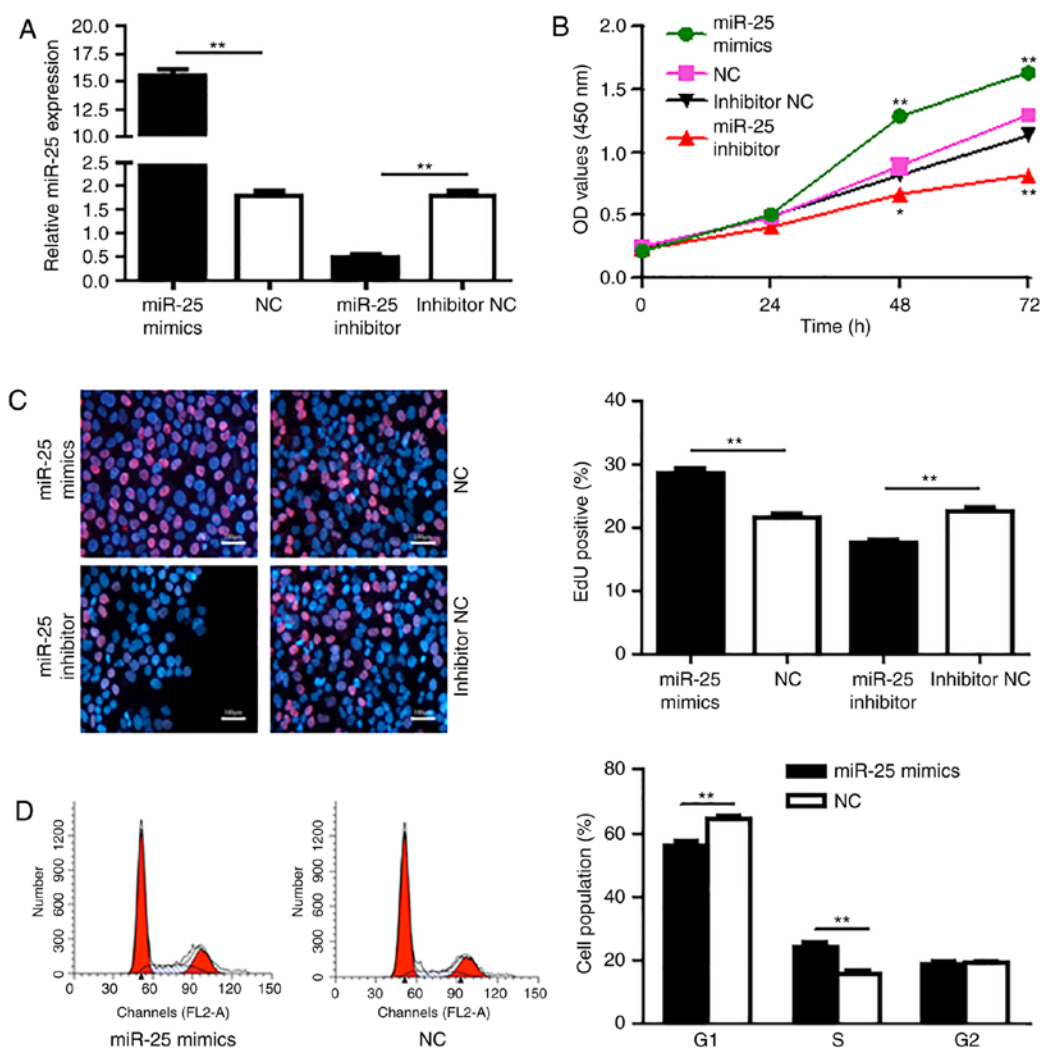 A
**
**
Relative miR-25 expression
20.0
17.5
15.0
12.5
10.0
2.5
2.0
1.5
1.0
0.5
0.0
miR-25
mimics
NC
miR-25
inhibitor
Inhibitor NC
B
miR-25
mimics
NC
Inhibitor NC
miR-25
inhibitor
**
**
*
**
OD values (450 nm)
2.0
1.5
1.0
0.5
0.0
0
24
48
72
Time (h)
C
miR-25
mimics
NC
miR-25
inhibitor
Inhibitor NC
100μm
100μm
100μm
100μm
EdU positive (%)
40
30
20
10
0
**
**
miR-25
mimics
NC
miR-25
inhibitor
Inhibitor NC
D
Number
1200
900
600
300
0
0 30 60 90 120 150
Channels (FL2-A)
miR-25 mimics
Number
1200
900
600
300
0
0 30 60 90 120 150
Channels (FL2-A)
NC
Cell population (%)
80
60
40
20
0
miR-25 mimics
NC
**
**
G1
S
G2